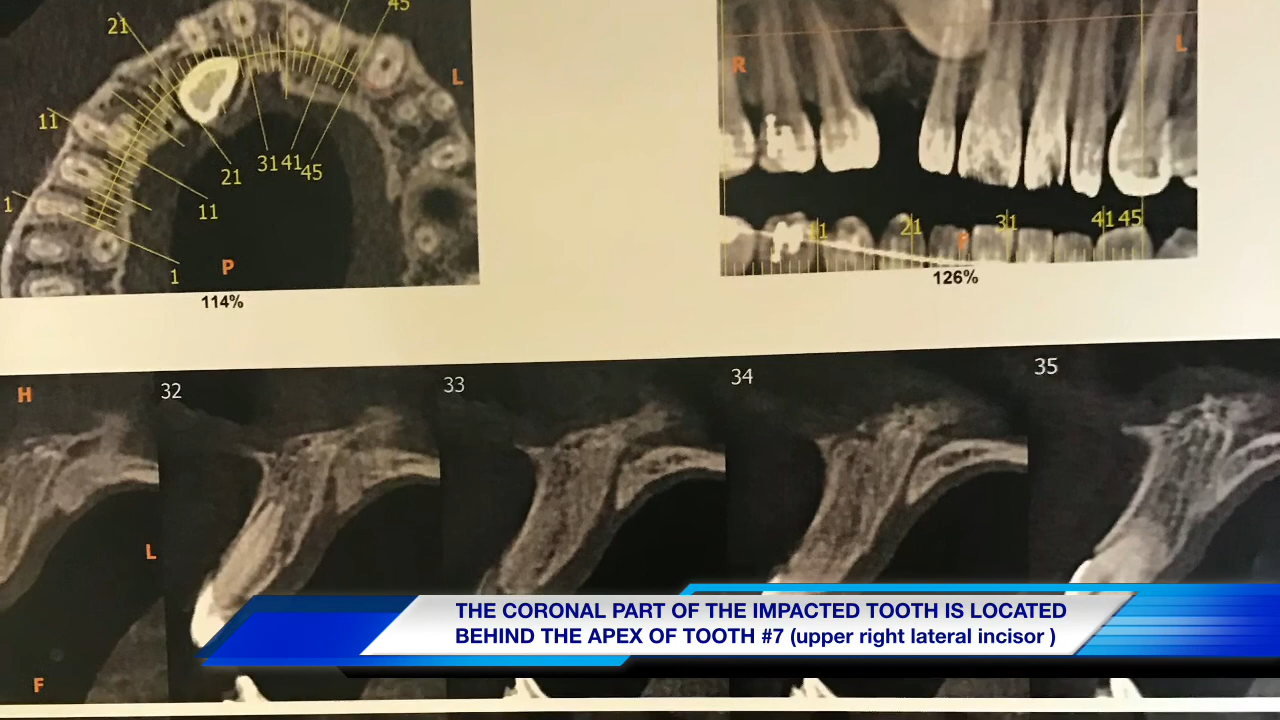 45
21
L
11
1
21
31 41 45
11
1
P
114%
R
L
11 21 31 41 45
P
126%
H
32
33
34
35
L
F
THE CORONAL PART OF THE IMPACTED TOOTH IS LOCATED
BEHIND THE APEX OF TOOTH #7 (upper right lateral incisor )